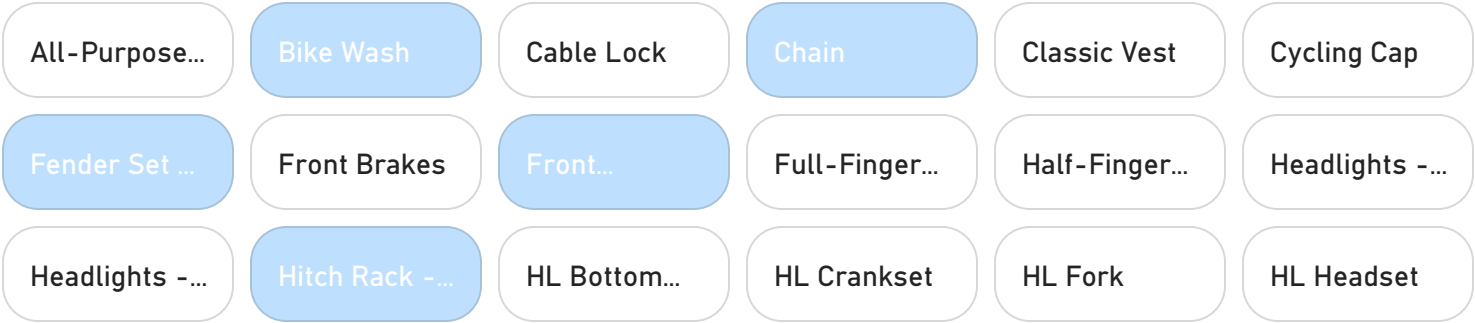 All-Purpose...
Bike Wash
Cable Lock
Chain
Classic Vest
Cycling Cap
Fender Set ...
Front Brakes
Front...
Full-Finger...
Half-Finger...
Headlights -...
Headlights -...
Hitch Rack -...
HL Bottom...
HL Crankset
HL Fork
HL Headset